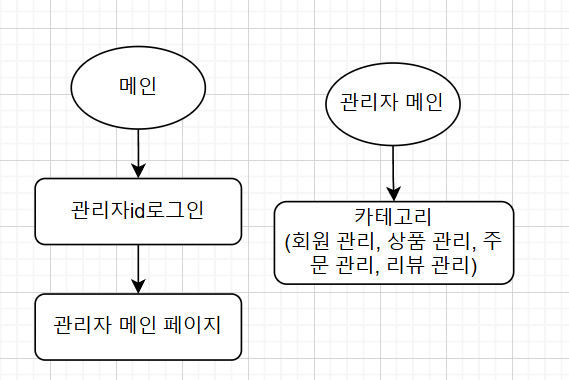 메인
관리자id로그인
관리자 메인 페이지
관리자 메인
카테고리
(회원 관리, 상품 관리, 주
문 관리, 리뷰 관리)